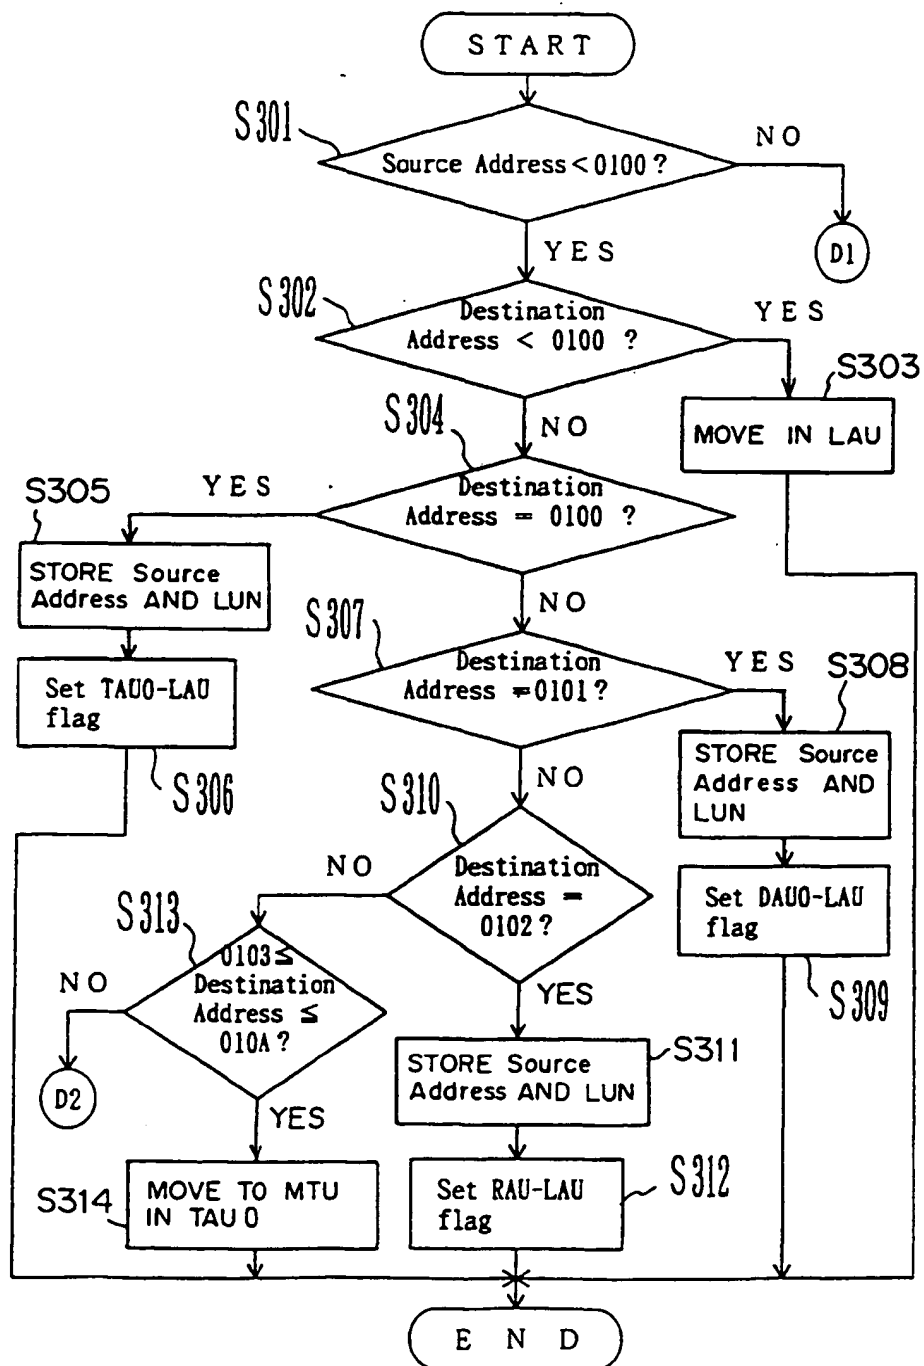 START
S301
Source Address < 0100 ?
NO
D1
YES
S302
Destination
Address < 0100 ?
YES
S303
MOVE IN LAU
NO
S304
Destination
Address = 0100 ?
YES
S305
STORE Source
Address AND LUN
Set TAU0-LAU
flag
S306
NO
S307
Destination
Address =0101 ?
YES
S308
STORE Source
Address AND
LUN
Set DAU0-LAU
flag
S309
NO
S310
Destination
Address =
0102 ?
NO
S313
0103≦
Destination
Address ≦
010A ?
NO
D2
YES
S314
MOVE TO MTU
IN TAU 0
YES
S311
STORE Source
Address AND LUN
Set RAU-LAU
flag
S312
END